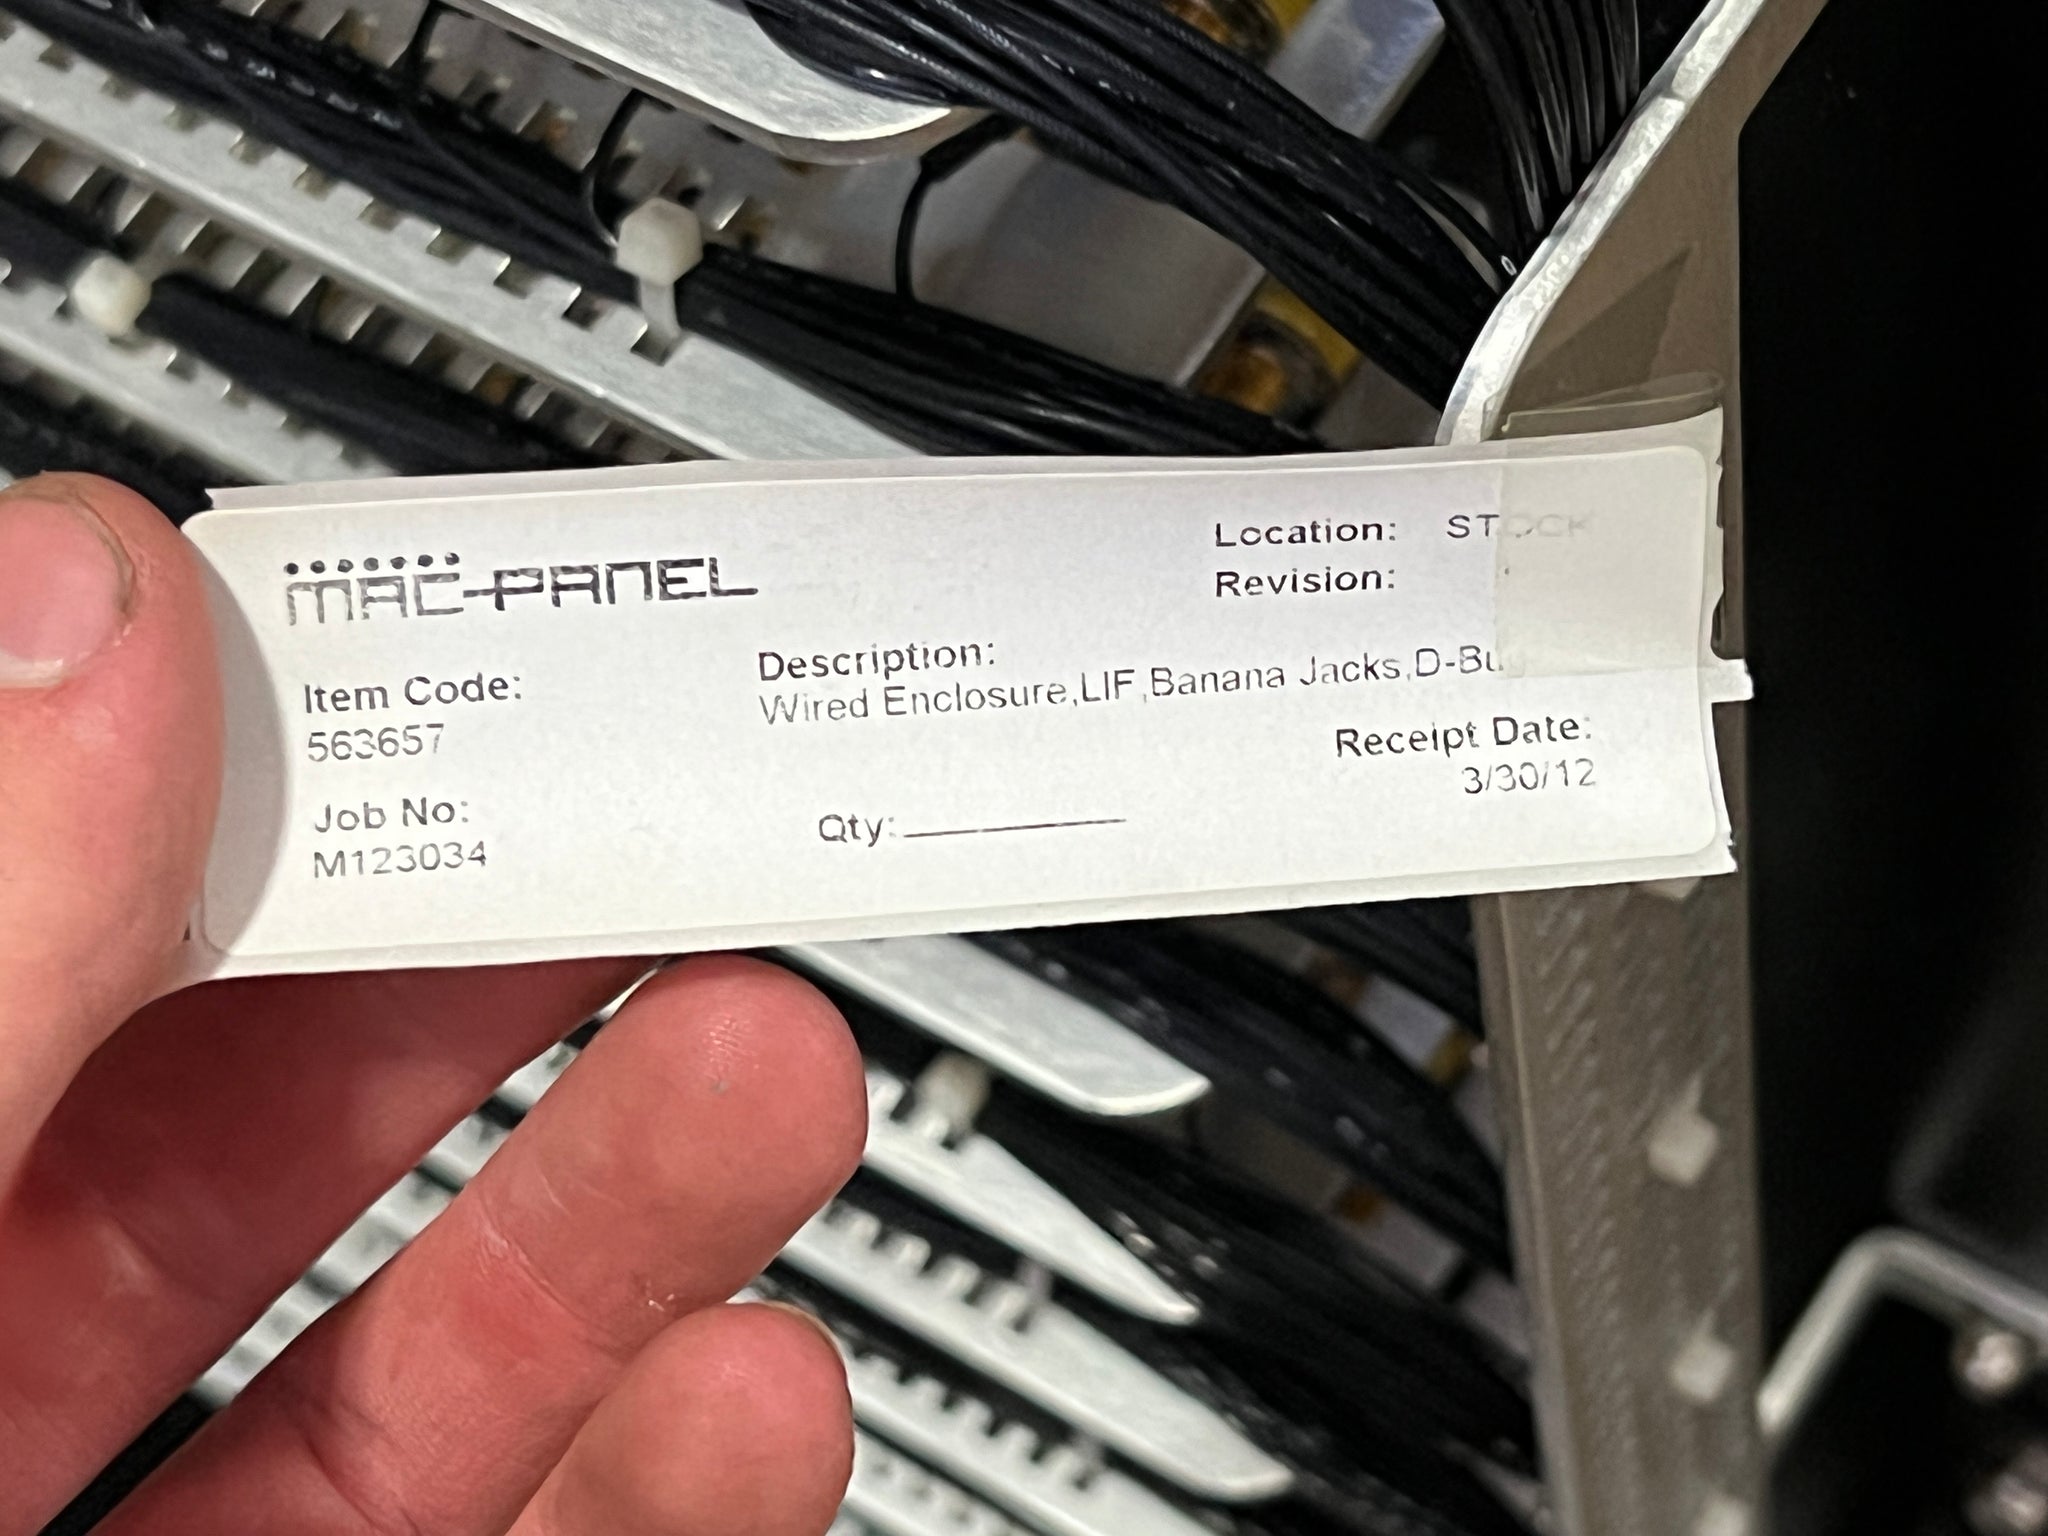 MAC-PANEL
Location: STOCK
Revision:
Description:
Wired Enclosure,LIF,Banana Jacks,
Item Code:
563657
Receipt Date:
3/30/12
Job No:
M123034
Qty: